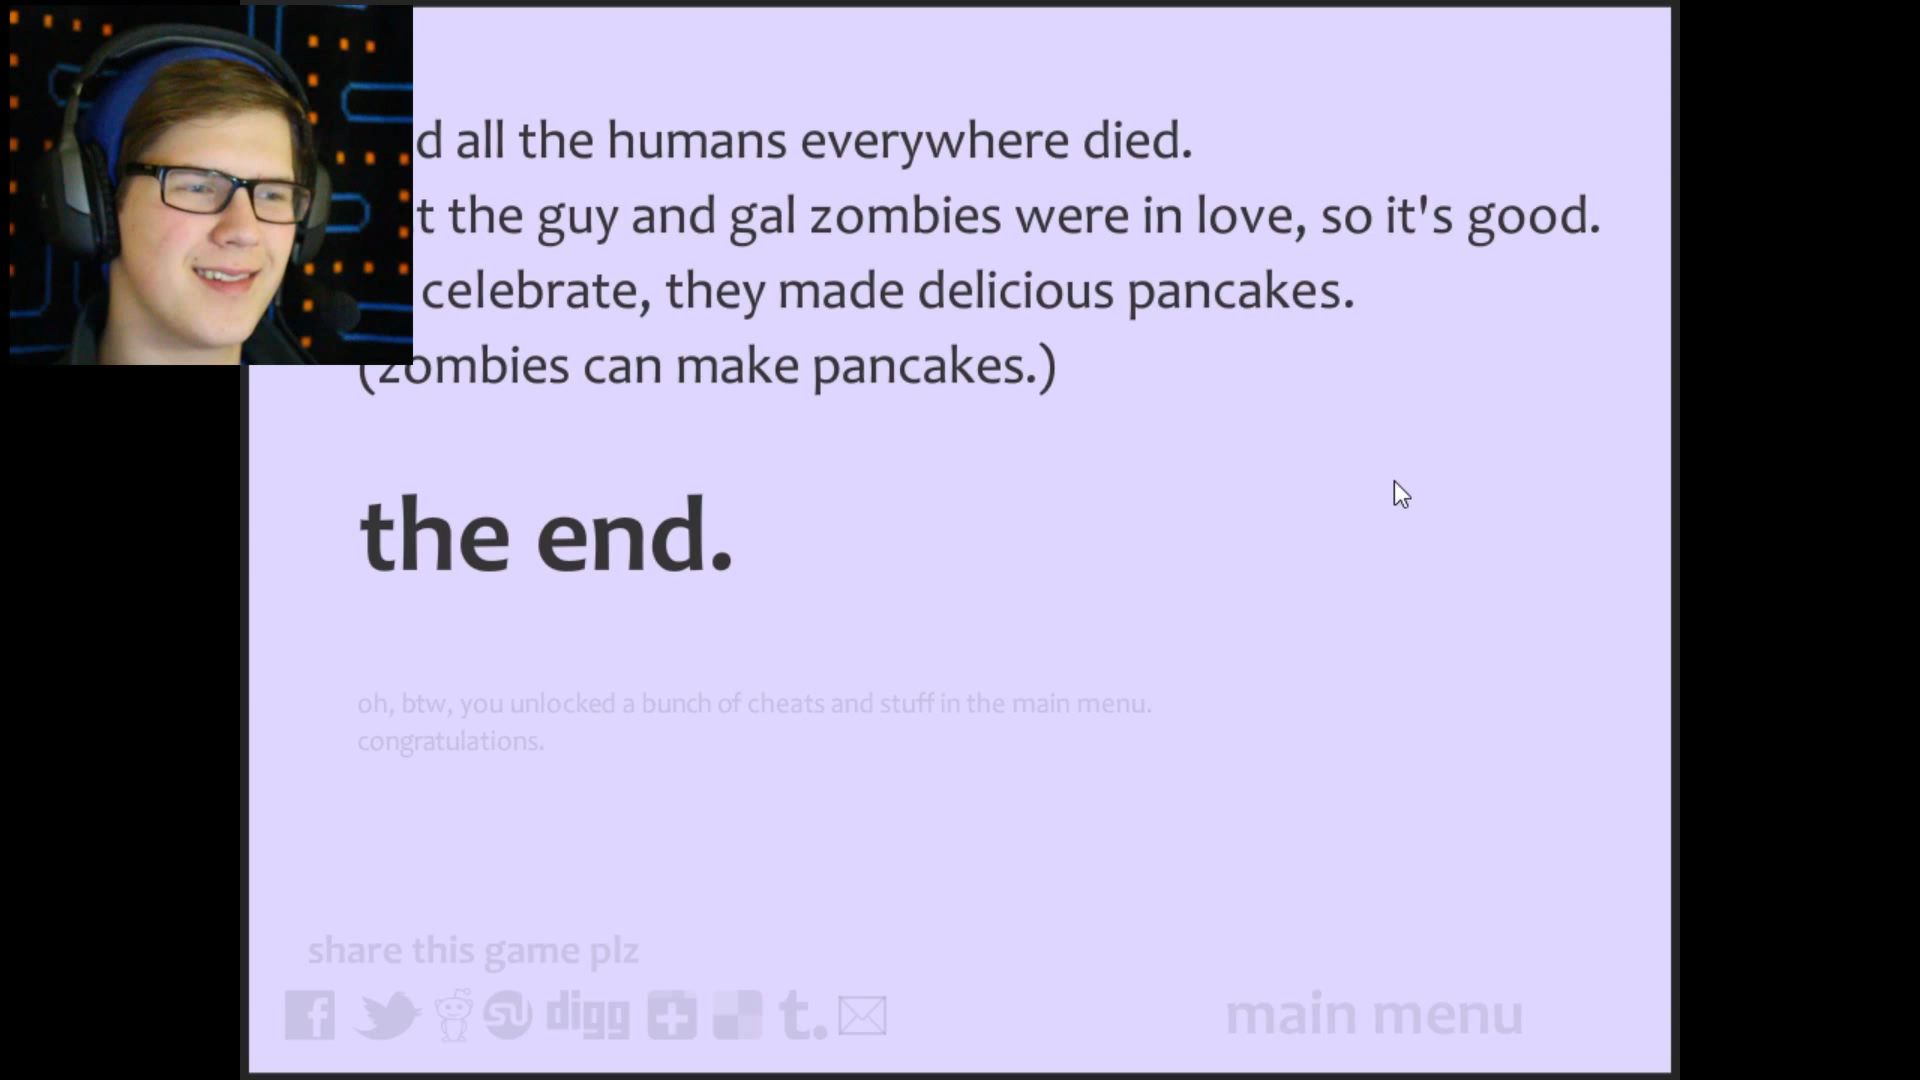 d all the humans everywhere died.
t the guy and gal zombies were in love, so it's good.
celebrate, they made delicious pancakes.
(zombies can make pancakes.)
the end.
oh, btw, you unlocked a bunch of cheats and stuff in the main menu.
congratulations.
share this game plz
digg
t.
main menu